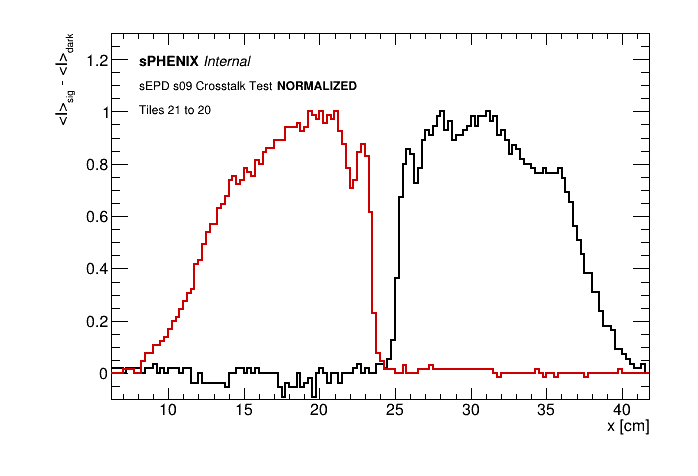 <I>sig - <I>dark
sPHENIX Internal
sEPD s09 Crosstalk Test NORMALIZED
Tiles 21 to 20
1.2
1
0.8
0.6
0.4
0.2
0
10 15 20 25 30 35 40
x [cm]